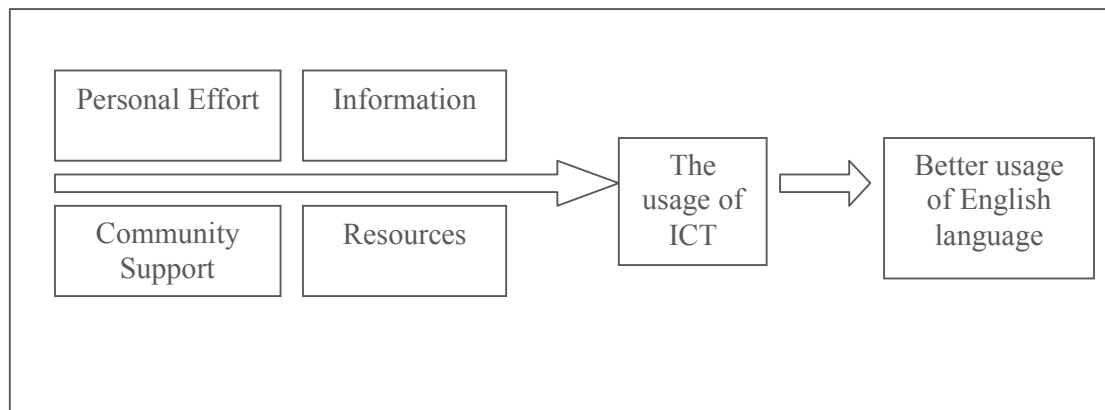 Personal Effort
Information
Community
Support
Resources
The
usage of
ICT
Better usage
of English
language